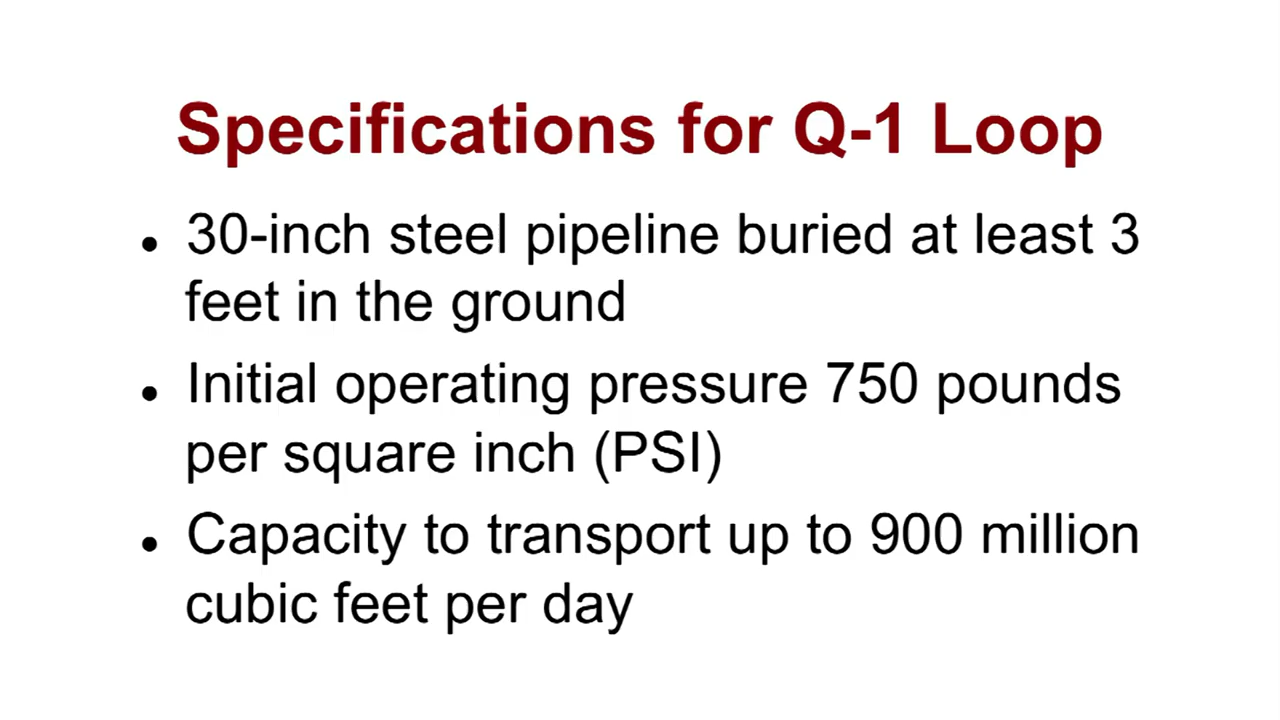 Specifications for Q-1 Loop
• 30-inch steel pipeline buried at least 3
feet in the ground
• Initial operating pressure 750 pounds
per square inch (PSI)
• Capacity to transport up to 900 million
cubic feet per day